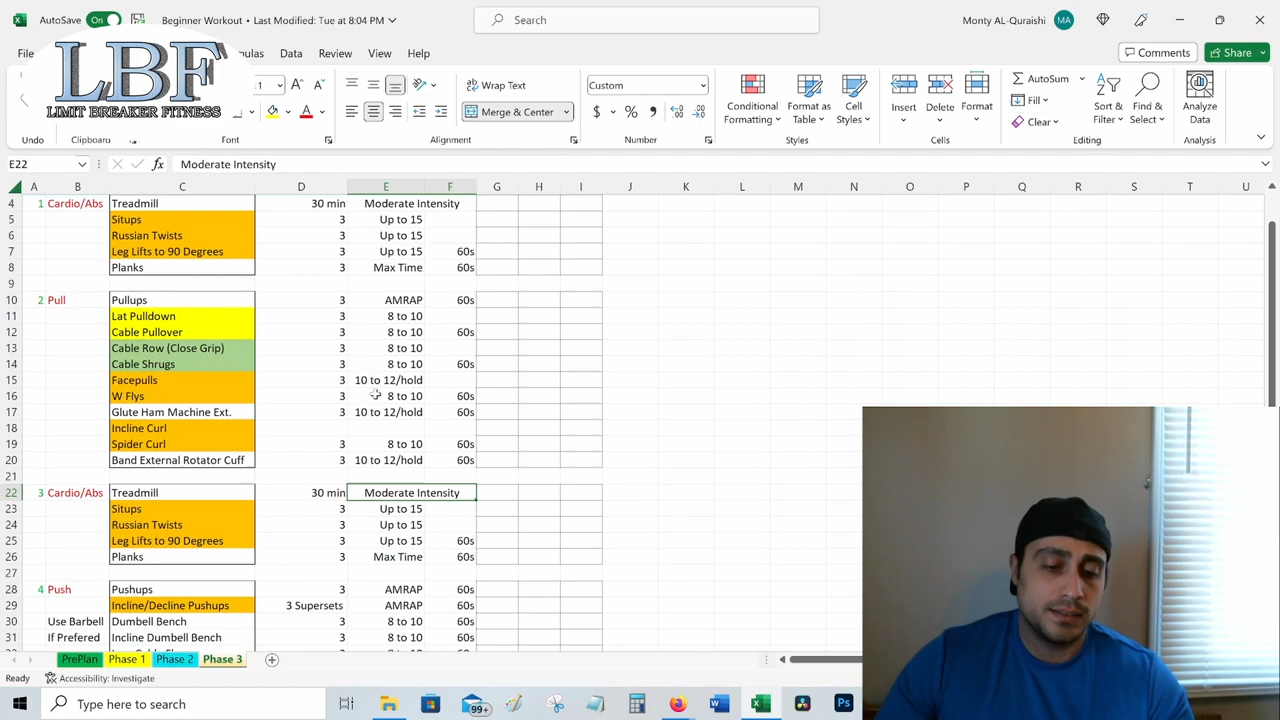 AutoSave On Beginner Workout • Last Modified: Tue at 8:04 PM Search Monty AL-Quraishi MA
File Review View Help Comments Share
Data
LBF
LIMIT BREAKER FITNESS
Wrap Text Custom AutoSum
Merge & Center $ % Fill
Clear
Conditional Formatting Format as Table Cell Styles Insert Delete Format Sort & Filter Find & Select Analyze Data
Undo Clipboard Font Alignment Number Styles Cells Editing Analysis
E22 fx Moderate Intensity
A B C D E F G H I J K L M N O P Q R S T U
4 1 Cardio/Abs Treadmill 30 min Moderate Intensity
5 Situps 3 Up to 15
6 Russian Twists 3 Up to 15
7 Leg Lifts to 90 Degrees 3 Up to 15 60s
8 Planks 3 Max Time 60s
9
10 2 Pull Pullups 3 AMRAP 60s
11 Lat Pulldown 3 8 to 10
12 Cable Pullover 3 8 to 10 60s
13 Cable Row (Close Grip) 3 8 to 10
14 Cable Shrugs 3 8 to 10 60s
15 Facepulls 3 10 to 12/hold
16 W Flys 3 8 to 10 60s
17 Glute Ham Machine Ext. 3 10 to 12/hold 60s
18 Incline Curl
19 Spider Curl 3 8 to 10 60s
20 Band External Rotator Cuff 3 10 to 12/hold 60s
21
22 3 Cardio/Abs Treadmill 30 min Moderate Intensity
23 Situps 3 Up to 15
24 Russian Twists 3 Up to 15
25 Leg Lifts to 90 Degrees 3 Up to 15 60s
26 Planks 3 Max Time 60s
27
28 4 Push Pushups 3 AMRAP 60s
29 Incline/Decline Pushups 3 Supersets AMRAP 60s
30 Use Barbell Dumbell Bench 3 8 to 10 60s
31 If Preferred Incline Dumbell Bench 3 8 to 10 60s
PrePlan Phase 1 Phase 2 Phase 3
Ready Accessibility: Investigate
Type here to search 99+ Ps